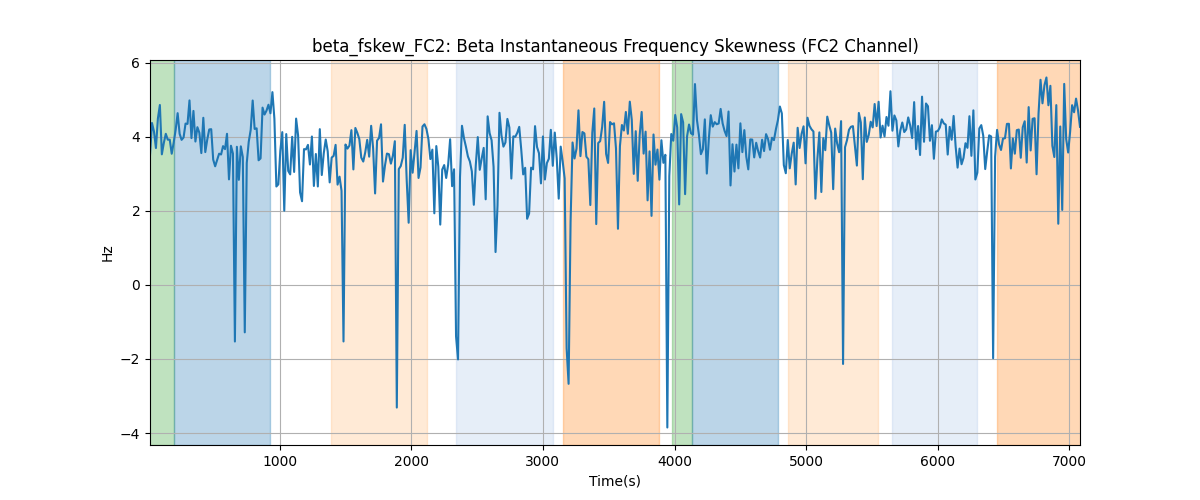 beta_fskew_FC2: Beta Instantaneous Frequency Skewness (FC2 Channel)
6
4
2
0
−2
−4
Hz
1000 2000 3000 4000 5000 6000 7000
Time(s)